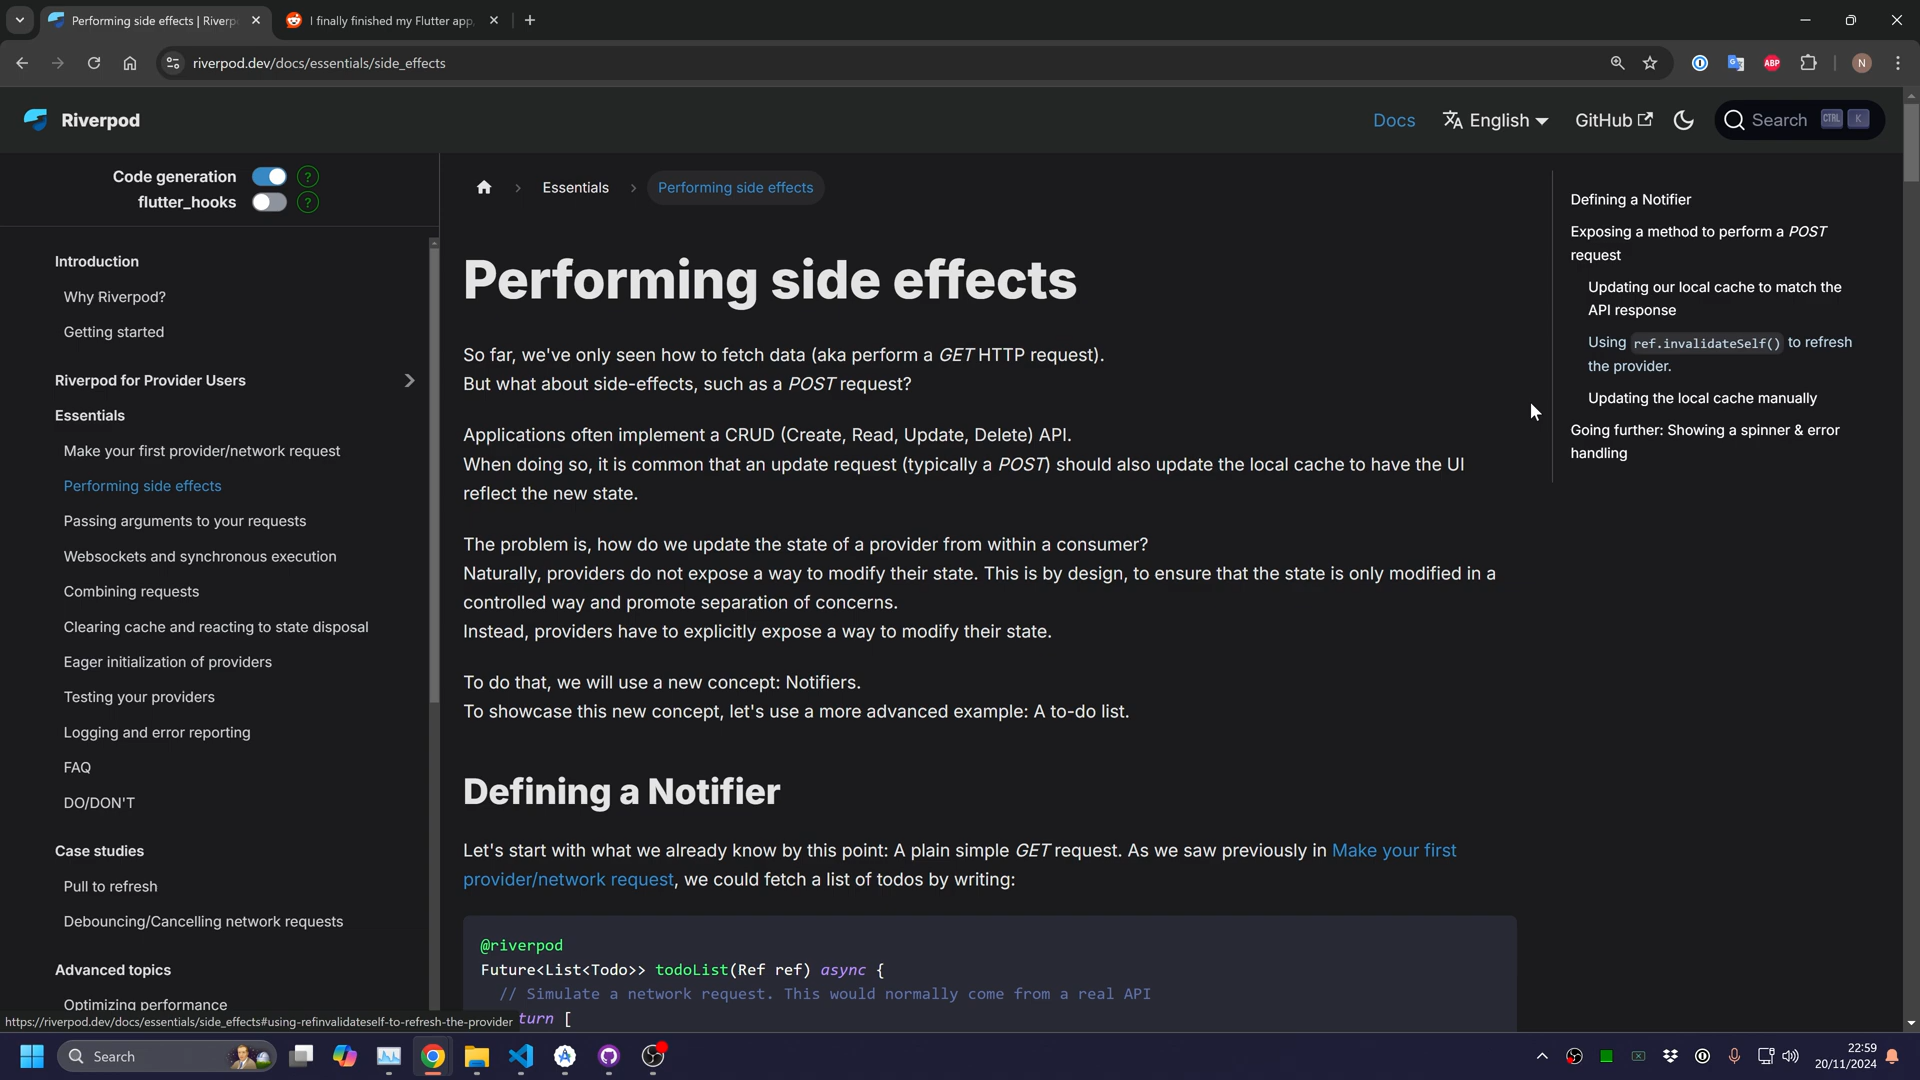 Performing side effects | Riverp
I finally finished my Flutter app
riverpod.dev/docs/essentials/side_effects
ABP
N
Riverpod
Docs
English
GitHub
Search CTRL K
Code generation ?
flutter_hooks ?
Introduction
Why Riverpod?
Getting started
Riverpod for Provider Users
Essentials
Make your first provider/network request
Performing side effects
Passing arguments to your requests
Websockets and synchronous execution
Combining requests
Clearing cache and reacting to state disposal
Eager initialization of providers
Testing your providers
Logging and error reporting
FAQ
DO/DON'T
Case studies
Pull to refresh
Debouncing/Cancelling network requests
Advanced topics
Optimizing performance
Essentials
Performing side effects
Performing side effects
So far, we've only seen how to fetch data (aka perform a GET HTTP request).
But what about side-effects, such as a POST request?
Applications often implement a CRUD (Create, Read, Update, Delete) API.
When doing so, it is common that an update request (typically a POST) should also update the local cache to have the UI
reflect the new state.
The problem is, how do we update the state of a provider from within a consumer?
Naturally, providers do not expose a way to modify their state. This is by design, to ensure that the state is only modified in a
controlled way and promote separation of concerns.
Instead, providers have to explicitly expose a way to modify their state.
To do that, we will use a new concept: Notifiers.
To showcase this new concept, let's use a more advanced example: A to-do list.
Defining a Notifier
Let's start with what we already know by this point: A plain simple GET request. As we saw previously in Make your first
provider/network request, we could fetch a list of todos by writing:
@riverpod
Future<List<Todo>> todoList(Ref ref) async {
// Simulate a network request. This would normally come from a real API
turn [
Defining a Notifier
Exposing a method to perform a POST
request
Updating our local cache to match the
API response
Using ref.invalidateSelf() to refresh
the provider.
Updating the local cache manually
Going further: Showing a spinner & error
handling
https://riverpod.dev/docs/essentials/side_effects#using-refinvalidateself-to-refresh-the-provider
Search
22:59
20/11/2024